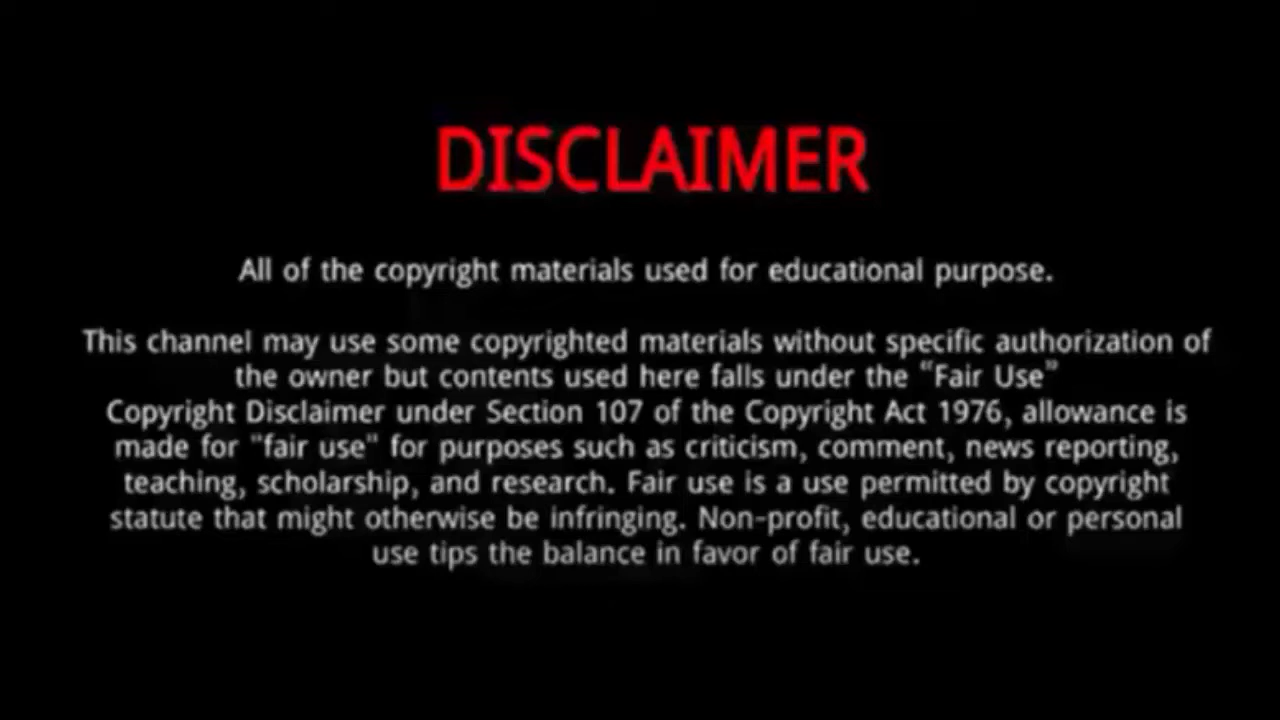 DISCLAIMER
All of the copyright materials used for educational purpose.
This channel may use some copyrighted materials without specific authorization of
the owner but contents used here falls under the “Fair Use”
Copyright Disclaimer under Section 107 of the Copyright Act 1976, allowance is
made for "fair use" for purposes such as criticism, comment, news reporting,
teaching, scholarship, and research. Fair use is a use permitted by copyright
statute that might otherwise be infringing. Non-profit, educational or personal
use tips the balance in favor of fair use.